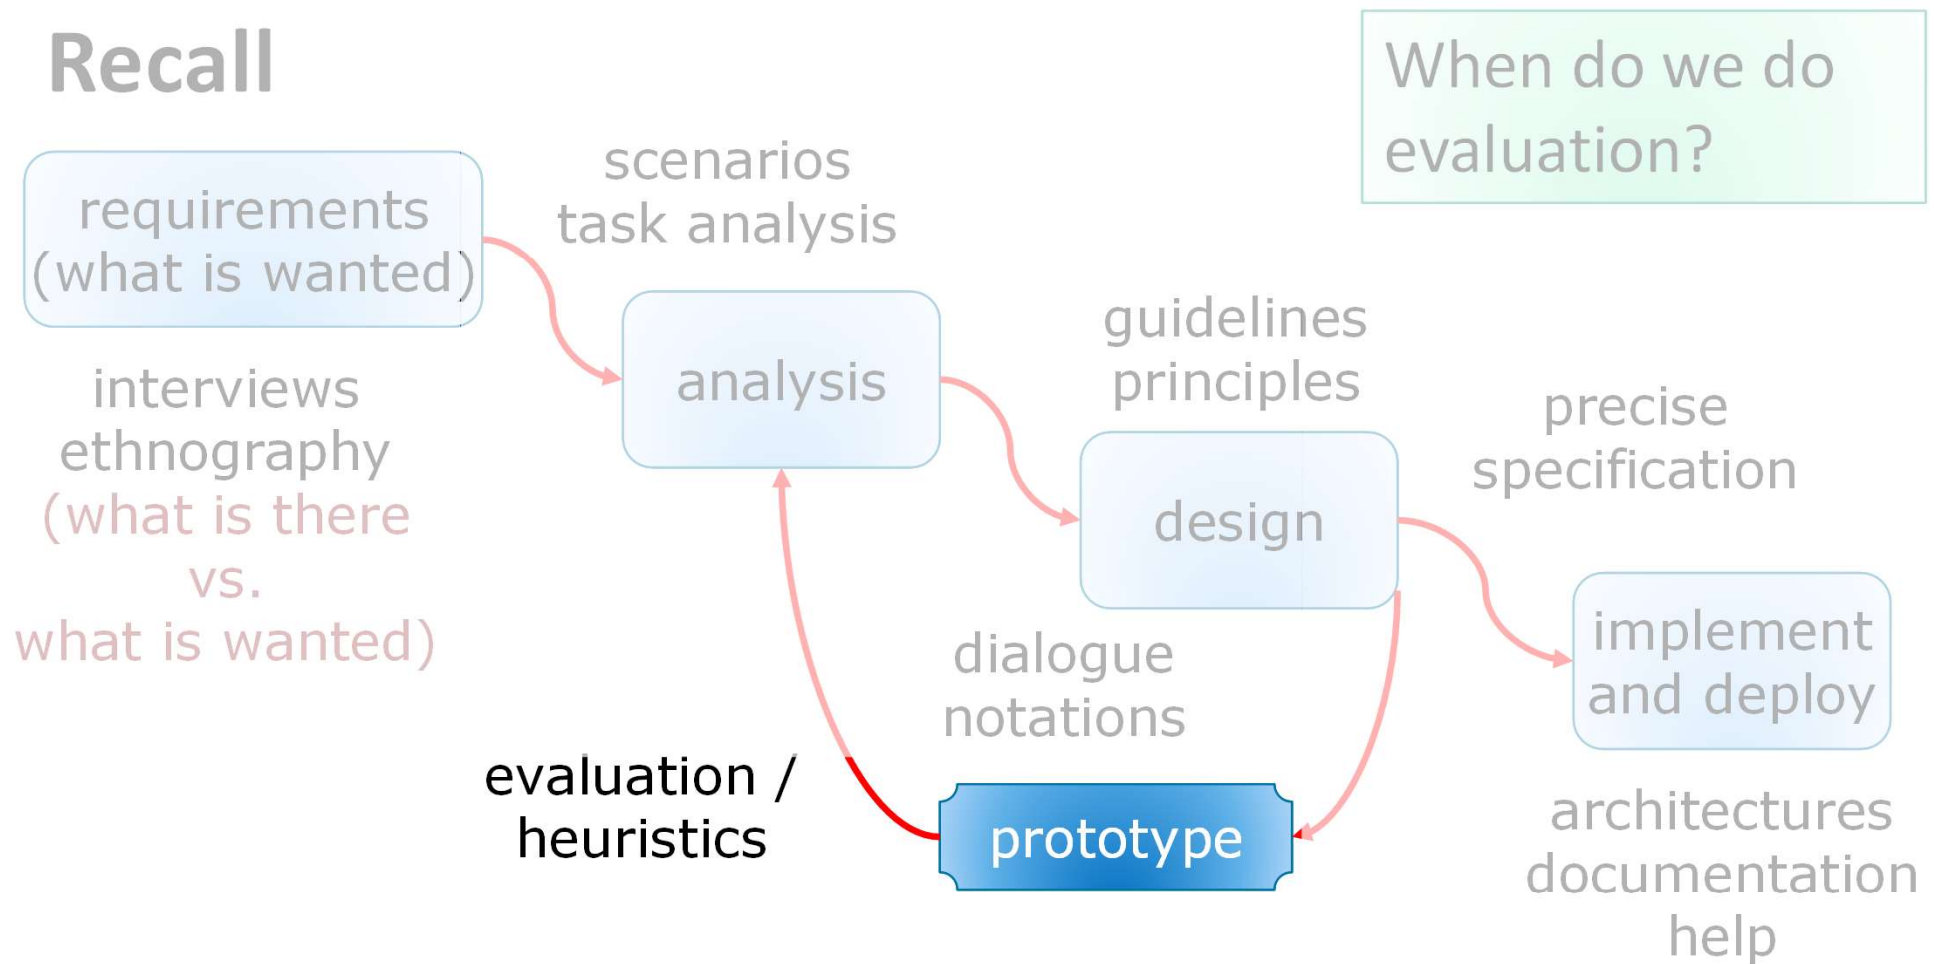 Recall
When do we do
evaluation?
requirements
(what is wanted)
scenarios
task analysis
interviews
ethnography
(what is there
vs.
what is wanted)
analysis
guidelines
principles
design
precise
specification
implement
and deploy
dialogue
notations
evaluation /
heuristics
prototype
architectures
documentation
help